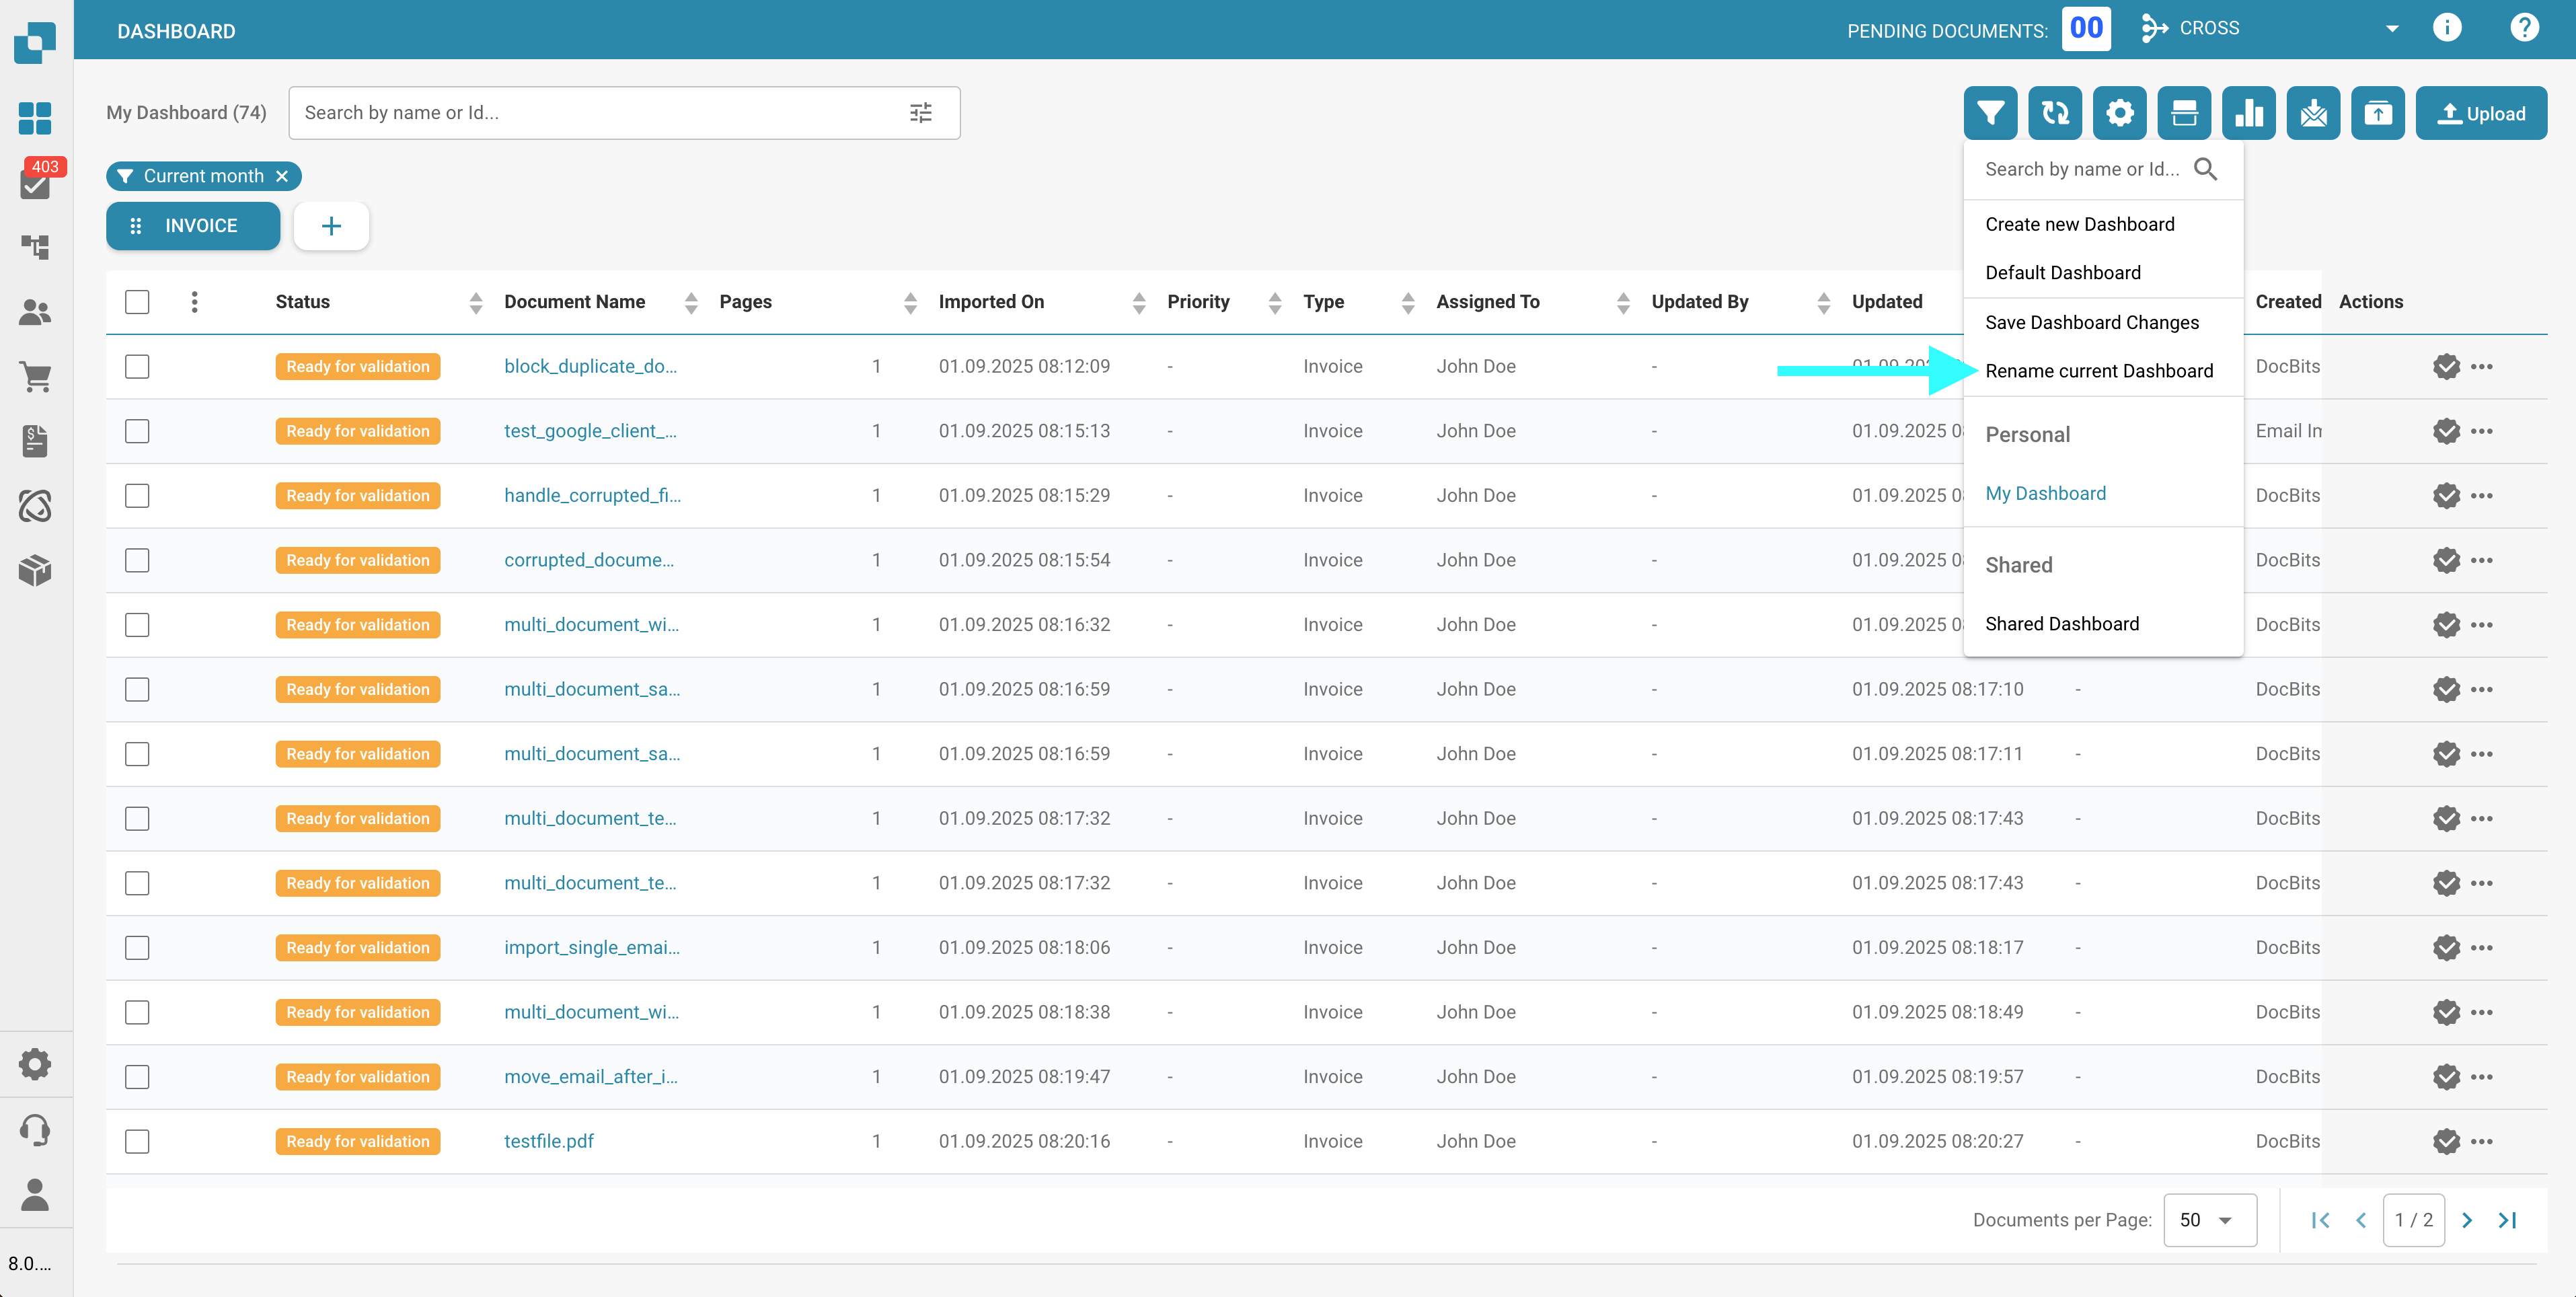 DASHBOARD
PENDING DOCUMENTS: 00 CROSS
My Dashboard (74) Search by name or Id... Upload
403
Current month
INVOICE
Search by name or Id...
Create new Dashboard
Default Dashboard
Save Dashboard Changes
Rename current Dashboard
Personal
My Dashboard
Shared
Shared Dashboard
Status Document Name Pages Imported On Priority Type Assigned To Updated By Updated Created Actions
Ready for validation block_duplicate_do... 1 01.09.2025 08:12:09 - Invoice John Doe - DocBits
Ready for validation test_google_client_... 1 01.09.2025 08:15:13 - Invoice John Doe - 01.09.2025 Email
Ready for validation handle_corrupted_fi... 1 01.09.2025 08:15:29 - Invoice John Doe - 01.09.2025 DocBits
Ready for validation corrupted_docume... 1 01.09.2025 08:15:54 - Invoice John Doe - 01.09.2025 DocBits
Ready for validation multi_document_wi... 1 01.09.2025 08:16:32 - Invoice John Doe - 01.09.2025 DocBits
Ready for validation multi_document_sa... 1 01.09.2025 08:16:59 - Invoice John Doe - 01.09.2025 08:17:10 - DocBits
Ready for validation multi_document_sa... 1 01.09.2025 08:16:59 - Invoice John Doe - 01.09.2025 08:17:11 - DocBits
Ready for validation multi_document_te... 1 01.09.2025 08:17:32 - Invoice John Doe - 01.09.2025 08:17:43 - DocBits
Ready for validation multi_document_te... 1 01.09.2025 08:17:32 - Invoice John Doe - 01.09.2025 08:17:43 - DocBits
Ready for validation import_single_emai... 1 01.09.2025 08:18:06 - Invoice John Doe - 01.09.2025 08:18:17 - DocBits
Ready for validation multi_document_wi... 1 01.09.2025 08:18:38 - Invoice John Doe - 01.09.2025 08:18:49 - DocBits
Ready for validation move_email_after_i... 1 01.09.2025 08:19:47 - Invoice John Doe - 01.09.2025 08:19:57 - DocBits
Ready for validation testfile.pdf 1 01.09.2025 08:20:16 - Invoice John Doe - 01.09.2025 08:20:27 - DocBits
Documents per Page: 50 1 / 2
8.0....